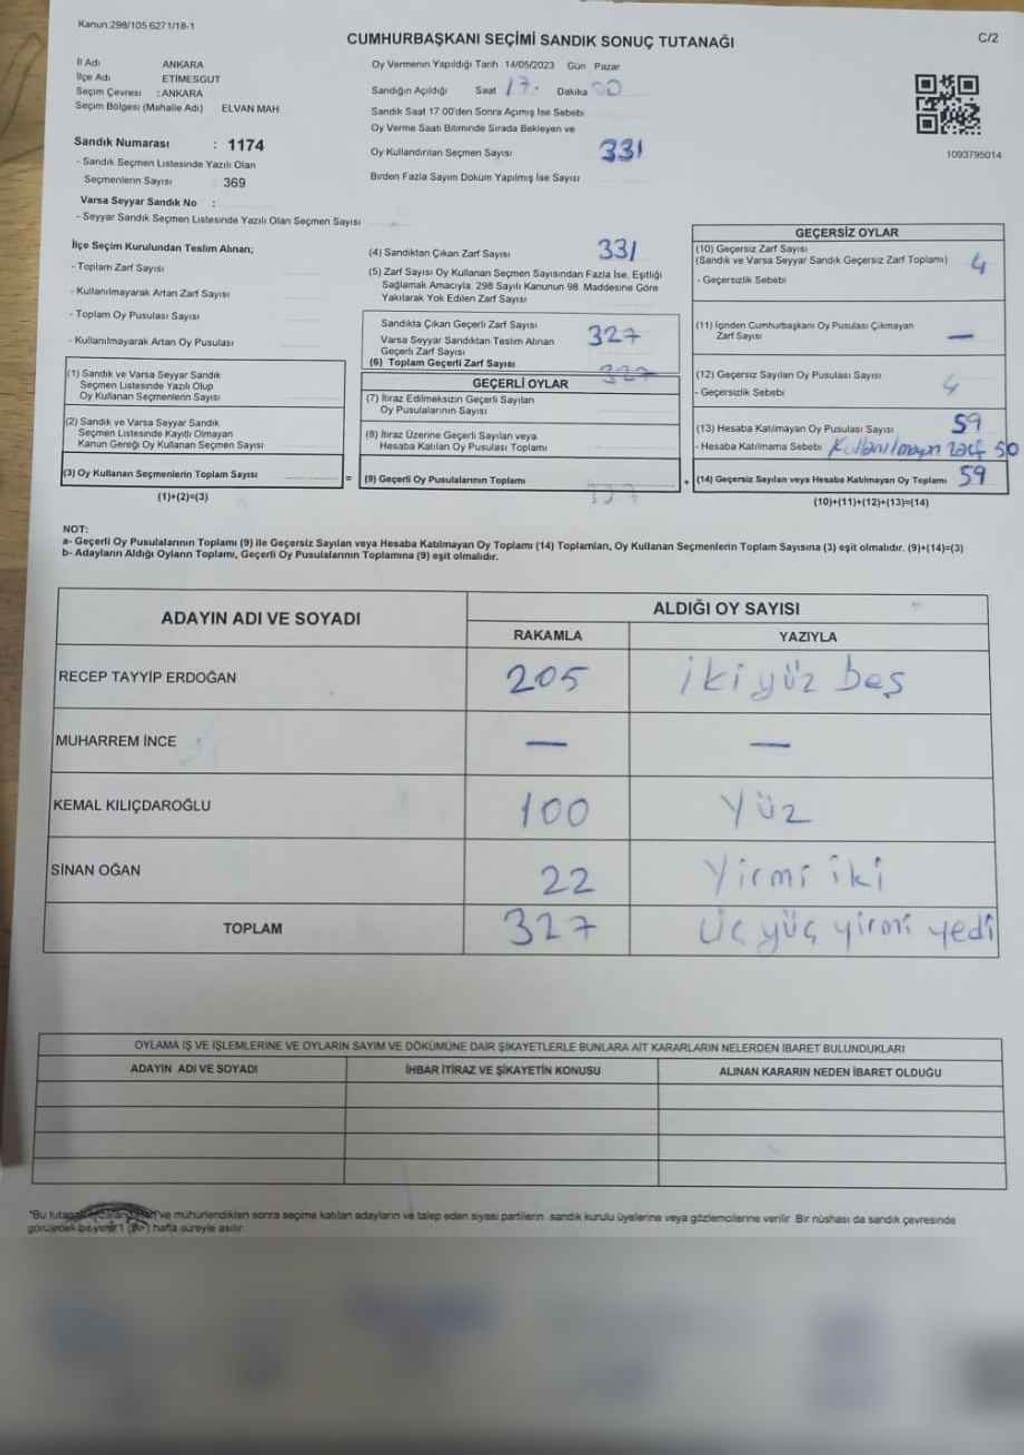 Kanun:298/105 6271/18-1
CUMHURBAŞKANI SEÇİMİ SANDIK SONUÇ TUTANAĞI
C/2
İl Adı ANKARA
İlçe Adı ETİMESGUT
Seçim Çevresi : ANKARA
Seçim Bölgesi (Mahalle Adı) ELVAN MAH.
Sandık Numarası : 1174
- Sandık Seçmen Listesinde Yazılı Olan
Seçmenlerin Sayısı 369
Varsa Seyyar Sandık No :
- Seyyar Sandık Seçmen Listesinde Yazılı Olan Seçmen Sayısı
Oy Vermenin Yapıldığı Tarih 14/05/2023 Gün Pazar
Sandığın Açıldığı Saat 17. Dakika 00
Sandık Saat 17.00'den Sonra Açımış İse Sebebi
Oy Verme Saati Bitiminde Sırada Bekleyen ve
Oy Kullandırılan Seçmen Sayısı 331
Birden Fazla Sayım Döküm Yapılmış İse Sayısı
1093795014
İlçe Seçim Kurulundan Teslim Alınan;
- Toplam Zarf Sayısı
- Kullanılmayarak Artan Zarf Sayısı
- Toplam Oy Pusulası Sayısı
- Kullanılmayarak Artan Oy Pusulası
(1) Sandık ve Varsa Seyyar Sandık
Seçmen Listesinde Yazılı Olup
Oy Kullanan Seçmenlerin Sayısı
(2) Sandık ve Varsa Seyyar Sandık
Seçmen Listesinde Kayıtlı Olmayan
Kanun Gereği Oy Kullanan Seçmen Sayısı
(3) Oy Kullanan Seçmenlerin Toplam Sayısı
(1)+(2)=(3)
(4) Sandıktan Çıkan Zarf Sayısı 331
(5) Zarf Sayısı Oy Kullanan Seçmen Sayısından Fazla İse, Eşitliği
Sağlamak Amacıyla; 298 Sayılı Kanunun 98. Maddesine Göre
Yakılarak Yok Edilen Zarf Sayısı
Sandıkta Çıkan Geçerli Zarf Sayısı 327
Varsa Seyyar Sandıktan Teslim Alınan
Geçerli Zarf Sayısı
(6) Toplam Geçerli Zarf Sayısı 327
GEÇERLİ OYLAR
(7) İtiraz Edilmeksizin Geçerli Sayılan
Oy Pusulalarının Sayısı
(8) İtiraz Üzerine Geçerli Sayılan veya
Hesaba Katılan Oy Pusulası Toplamı
=
(9) Geçerli Oy Pusulalarının Toplamı 327
GEÇERSİZ OYLAR
(10) Geçersiz Zarf Sayısı
(Sandık ve Varsa Seyyar Sandık Geçersiz Zarf Toplamı) 4
- Geçersizlik Sebebi
(11) İçinden Cumhurbaşkanı Oy Pusulası Çıkmayan
Zarf Sayısı —
(12) Geçersiz Sayılan Oy Pusulası Sayısı 4
- Geçersizlik Sebebi
(13) Hesaba Katılmayan Oy Pusulası Sayısı 59
- Hesaba Katılmama Sebebi Kullanılmayan zarf 50
+
(14) Geçersiz Sayılan veya Hesaba Katılmayan Oy Toplamı 59
(10)+(11)+(12)+(13)=(14)
NOT:
a- Geçerli Oy Pusulalarının Toplamı (9) ile Geçersiz Sayılan veya Hesaba Katılmayan Oy Toplamı (14) Toplamları, Oy Kullanan Seçmenlerin Toplam Sayısına (3) eşit olmalıdır. (9)+(14)=(3)
b- Adayların Aldığı Oyların Toplamı, Geçerli Oy Pusulalarının Toplamına (9) eşit olmalıdır.
ADAYIN ADI VE SOYADI
ALDIĞI OY SAYISI
RAKAMLA YAZIYLA
RECEP TAYYİP ERDOĞAN 205 iki yüz beş
MUHARREM İNCE — —
KEMAL KILIÇDAROĞLU 100 Yüz
SİNAN OĞAN 22 Yirmi iki
TOPLAM 327 Üç yüç yirmi yedi
OYLAMA İŞ VE İŞLEMLERİNE VE OYLARIN SAYIM VE DÖKÜMÜNE DAİR ŞİKAYETLERLE BUNLARA AİT KARARLARIN NELERDEN İBARET BULUNDUKLARI
ADAYIN ADI VE SOYADI İHBAR İTİRAZ VE ŞİKAYETİN KONUSU ALINAN KARARIN NEDEN İBARET OLDUĞU
"Bu ve mühürlendikten sonra seçime katılan adayların ve talep eden siyasi partilerin sandık kurulu üyelerine veya gözlemcilerine verilir. Bir nüshası da sandık çevresinde
hafta süreyle asılır.